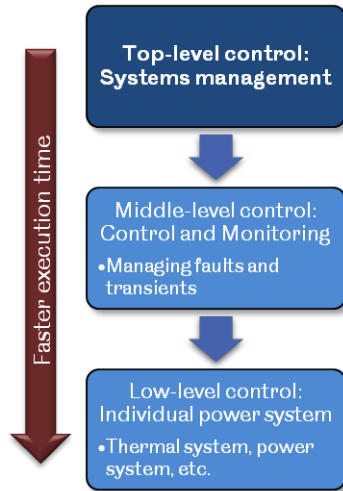 Top-level control:
Systems management
Faster execution time
Middle-level control:
Control and Monitoring
•Managing faults and
transients
Low-level control:
Individual power system
•Thermal system, power
system, etc.